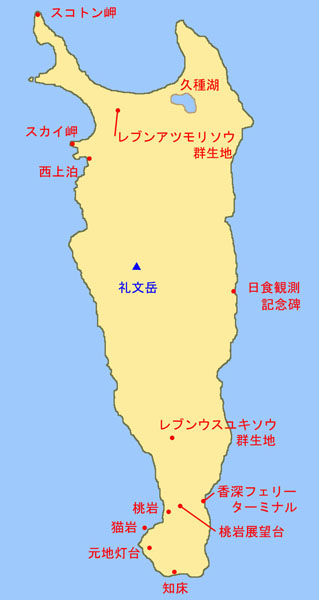 スコトン岬
久種湖
スカイ岬
レブンアツモリソウ
群生地
西上泊
礼文岳
日食観測
記念碑
レブンウスユキソウ
群生地
香深フェリー
ターミナル
桃岩
猫岩
桃岩展望台
元地灯台
知床